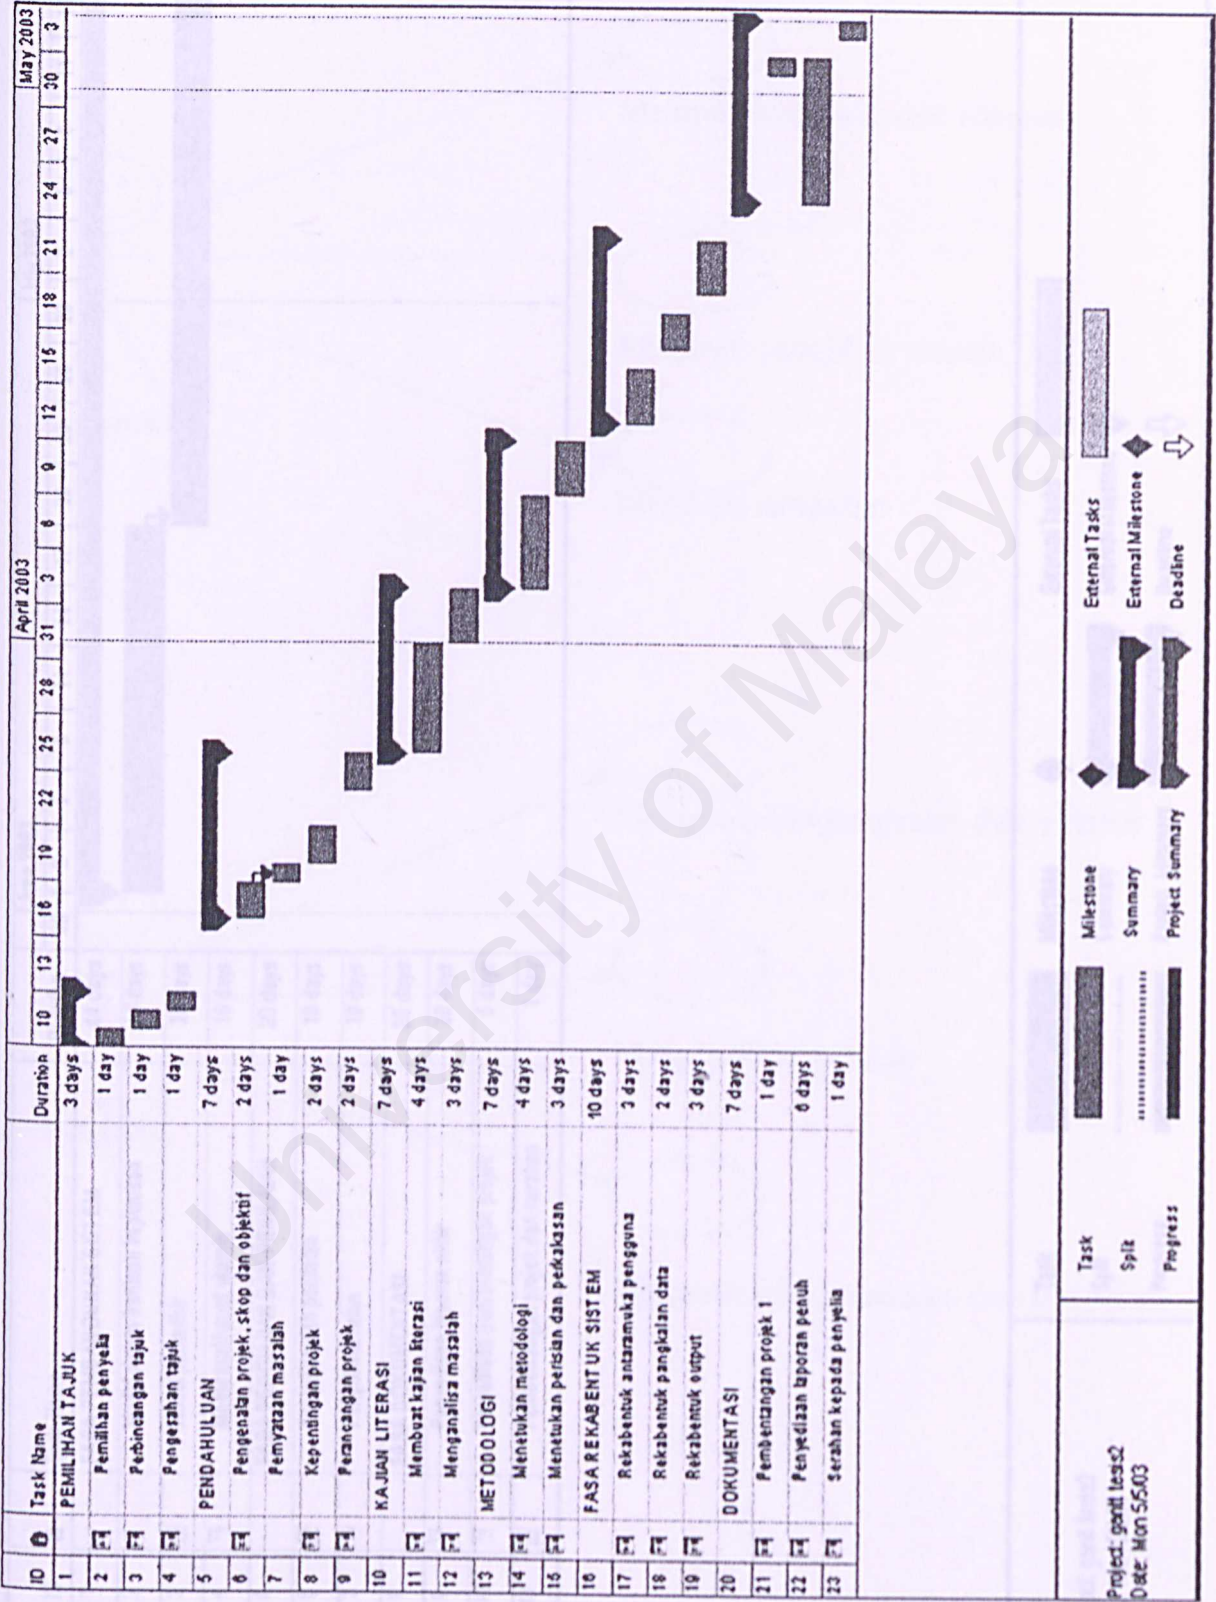 ID Task Name Duration April 2003 May 2003
10 13 16 19 22 25 28 31 3 6 9 12 15 18 21 24 27 30 3
1 PEMILIHAN TAJUK 3 days
2 Pemilihan penyelia 1 day
3 Perbincangan tajuk 1 day
4 Pengesahan tajuk 1 day
5 PENDAHULUAN 7 days
6 Pengenalan projek, skop dan objektif 2 days
7 Pernyataan masalah 1 day
8 Kepentingan projek 2 days
9 Perancangan projek 2 days
10 KAJIAN LITERASI 7 days
11 Membuat kajian literasi 4 days
12 Menganalisa masalah 3 days
13 METODOLOGI 7 days
14 Menetukan metodologi 4 days
15 Menetukan perisian dan perkakasan 3 days
16 FASA REKABENTUK SISTEM 10 days
17 Rekabentuk antaramuka pengguna 3 days
18 Rekabentuk pangkalan data 2 days
19 Rekabentuk output 3 days
20 DOKUMENTASI 7 days
21 Pembentangan projek 1 1 day
22 Penyediaan laporan penuh 6 days
23 Serahan kepada penyelia 1 day
Project: gantt tesis2
Date: Mon 5/5/03
Task Milestone External Tasks
Split Summary External Milestone
Progress Project Summary Deadline
University of Malaya